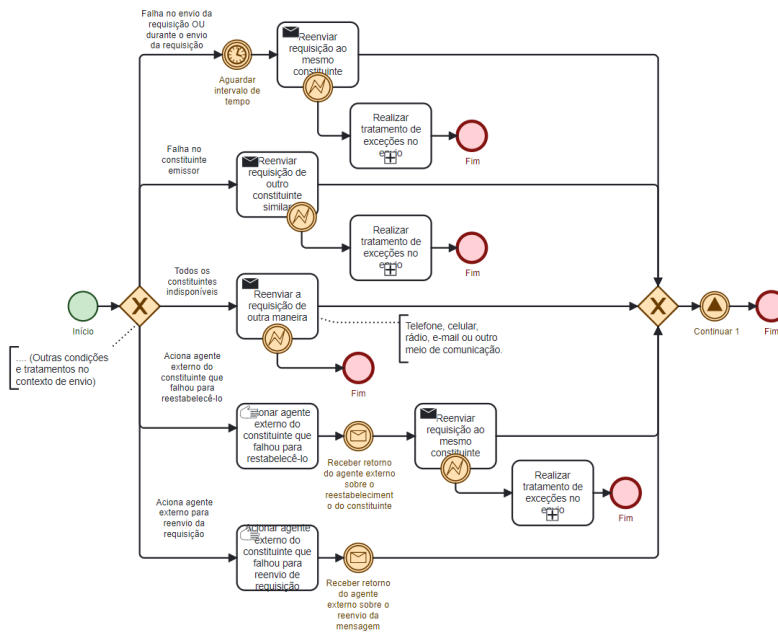 Falha no envio da
requisição OU
durante o envio
da requisição
Aguardar
intervalo de
tempo
Reenviar
requisição ao
mesmo
constituinte
Realizar
tratamento de
exceções no
envio
Fim
Falha no
constituinte
emissor
Reenviar
requisição de
outro
constituinte
similar
Realizar
tratamento de
exceções no
envio
Fim
Todos os
constituintes
indisponíveis
Reenviar a
requisição de
outra maneira
Telefone, celular,
rádio, e-mail ou outro
meio de comunicação.
Fim
Início
X
X
Continuar 1
Fim
.... (Outras condições
e tratamentos no
contexto de envio)
Aciona agente
externo do
constituinte que
falhou para
reestabelecê-lo
Acionar agente
externo do
constituinte que
falhou para
restabelecê-lo
Receber retorno
do agente externo
sobre o
reestabeleciment
o do constituinte
Reenviar
requisição ao
mesmo
constituinte
Realizar
tratamento de
exceções no
envio
Fim
Aciona agente
externo para
reenvio da
requisição
Acionar agente
externo do
constituinte que
falhou para
reenvio de
requisição
Receber retorno
do agente
externo sobre o
reenvio da
mensagem